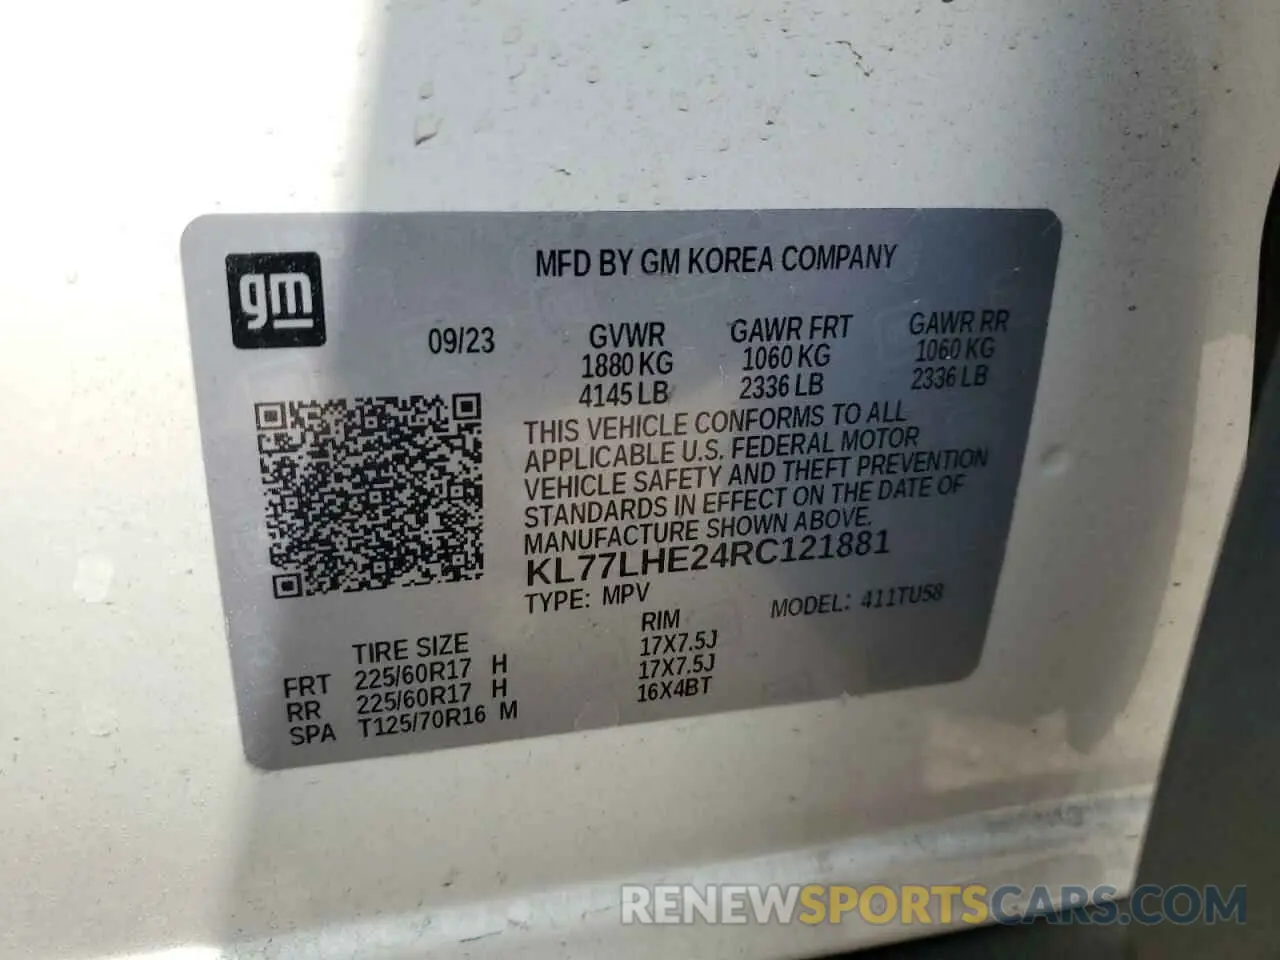 gm
MFD BY GM KOREA COMPANY
09/23
GVWR GAWR FRT GAWR RR
1880 KG 1060 KG 1060 KG
4145 LB 2336 LB 2336 LB
THIS VEHICLE CONFORMS TO ALL
APPLICABLE U.S. FEDERAL MOTOR
VEHICLE SAFETY AND THEFT PREVENTION
STANDARDS IN EFFECT ON THE DATE OF
MANUFACTURE SHOWN ABOVE.
KL77LHE24RC121881
TYPE: MPV MODEL: 411TU58
TIRE SIZE RIM
FRT 225/60R17 H 17X7.5J
RR 225/60R17 H 17X7.5J
SPA T125/70R16 M 16X4BT
RENEWSPORTSCARS.COM